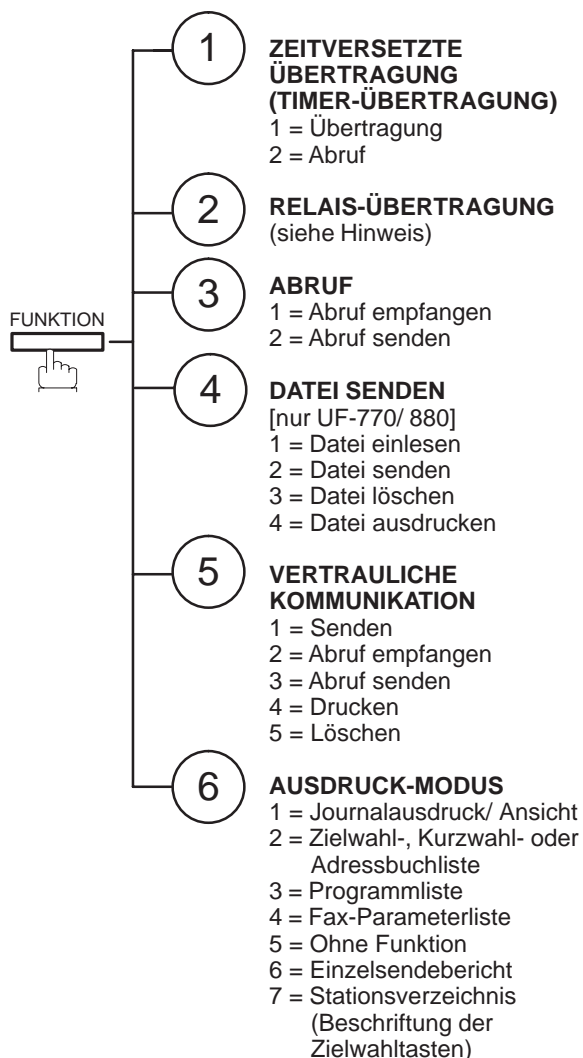 FUNKTION
1
ZEITVERSETZTE
ÜBERTRAGUNG
(TIMER-ÜBERTRAGUNG)
1 = Übertragung
2 = Abruf
2
RELAIS-ÜBERTRAGUNG
(siehe Hinweis)
3
ABRUF
1 = Abruf empfangen
2 = Abruf senden
4
DATEI SENDEN
[nur UF-770/ 880]
1 = Datei einlesen
2 = Datei senden
3 = Datei löschen
4 = Datei ausdrucken
5
VERTRAULICHE
KOMMUNIKATION
1 = Senden
2 = Abruf empfangen
3 = Abruf senden
4 = Drucken
5 = Löschen
6
AUSDRUCK-MODUS
1 = Journalausdruck/ Ansicht
2 = Zielwahl-, Kurzwahl- oder
Adressbuchliste
3 = Programmliste
4 = Fax-Parameterliste
5 = Ohne Funktion
6 = Einzelsendebericht
7 = Stationsverzeichnis
(Beschriftung der
Zielwahltasten)